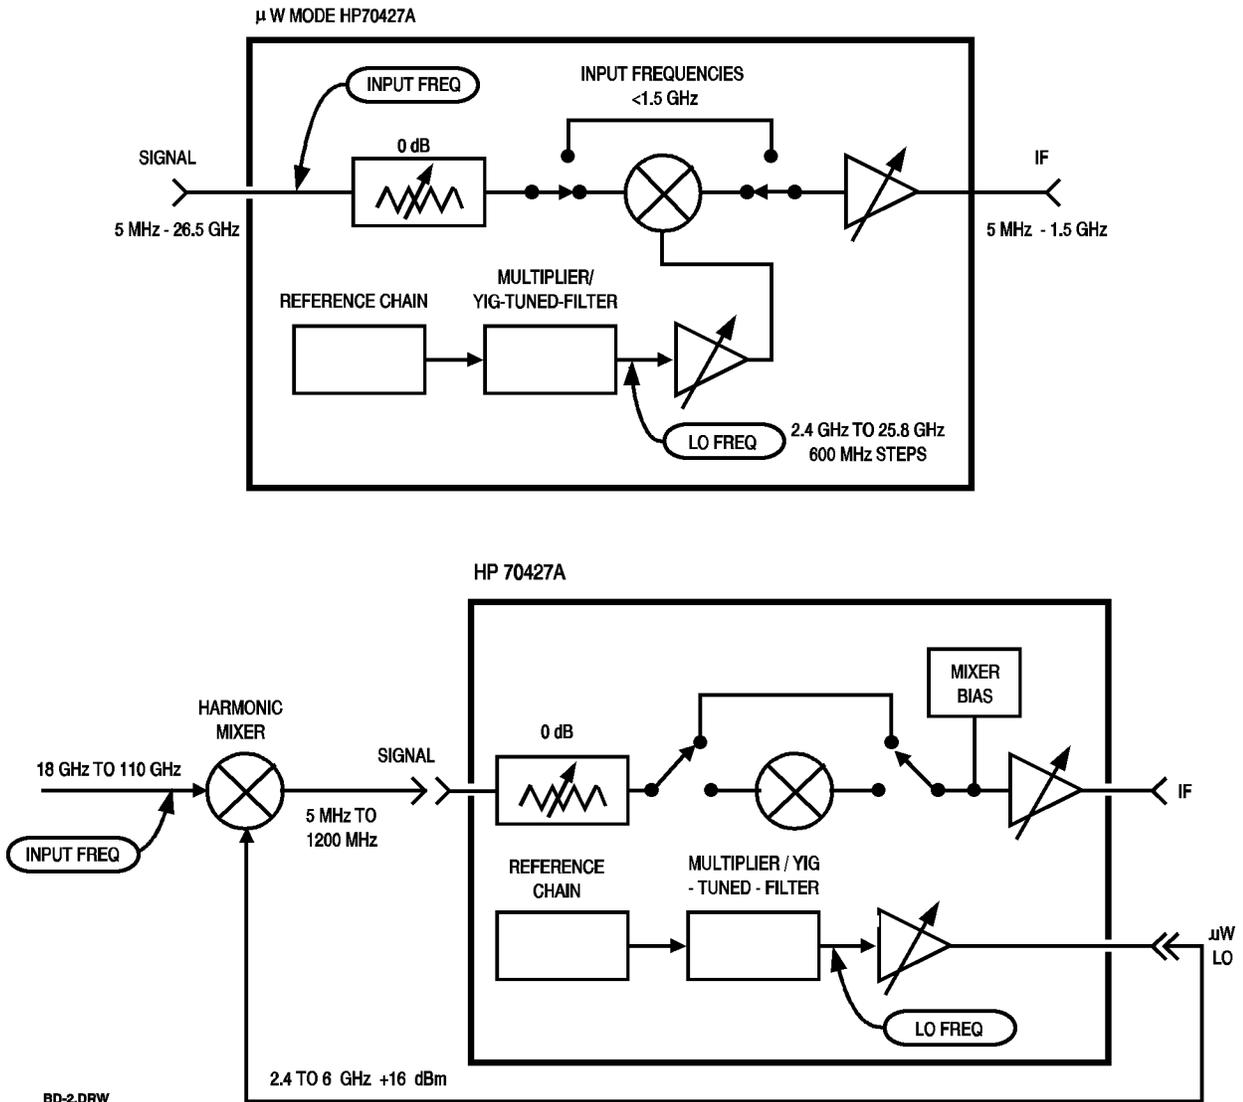 µ W MODE HP70427A
INPUT FREQ
INPUT FREQUENCIES
<1.5 GHz
SIGNAL
0 dB
IF
5 MHz - 26.5 GHz
5 MHz - 1.5 GHz
REFERENCE CHAIN
MULTIPLIER/
YIG-TUNED-FILTER
LO FREQ
2.4 GHz TO 25.8 GHz
600 MHz STEPS
HP 70427A
HARMONIC
MIXER
SIGNAL
0 dB
MIXER
BIAS
18 GHz TO 110 GHz
5 MHz TO
1200 MHz
IF
INPUT FREQ
REFERENCE
CHAIN
MULTIPLIER / YIG
- TUNED - FILTER
µW
LO
LO FREQ
2.4 TO 6 GHz +16 dBm
BD-2.DRW